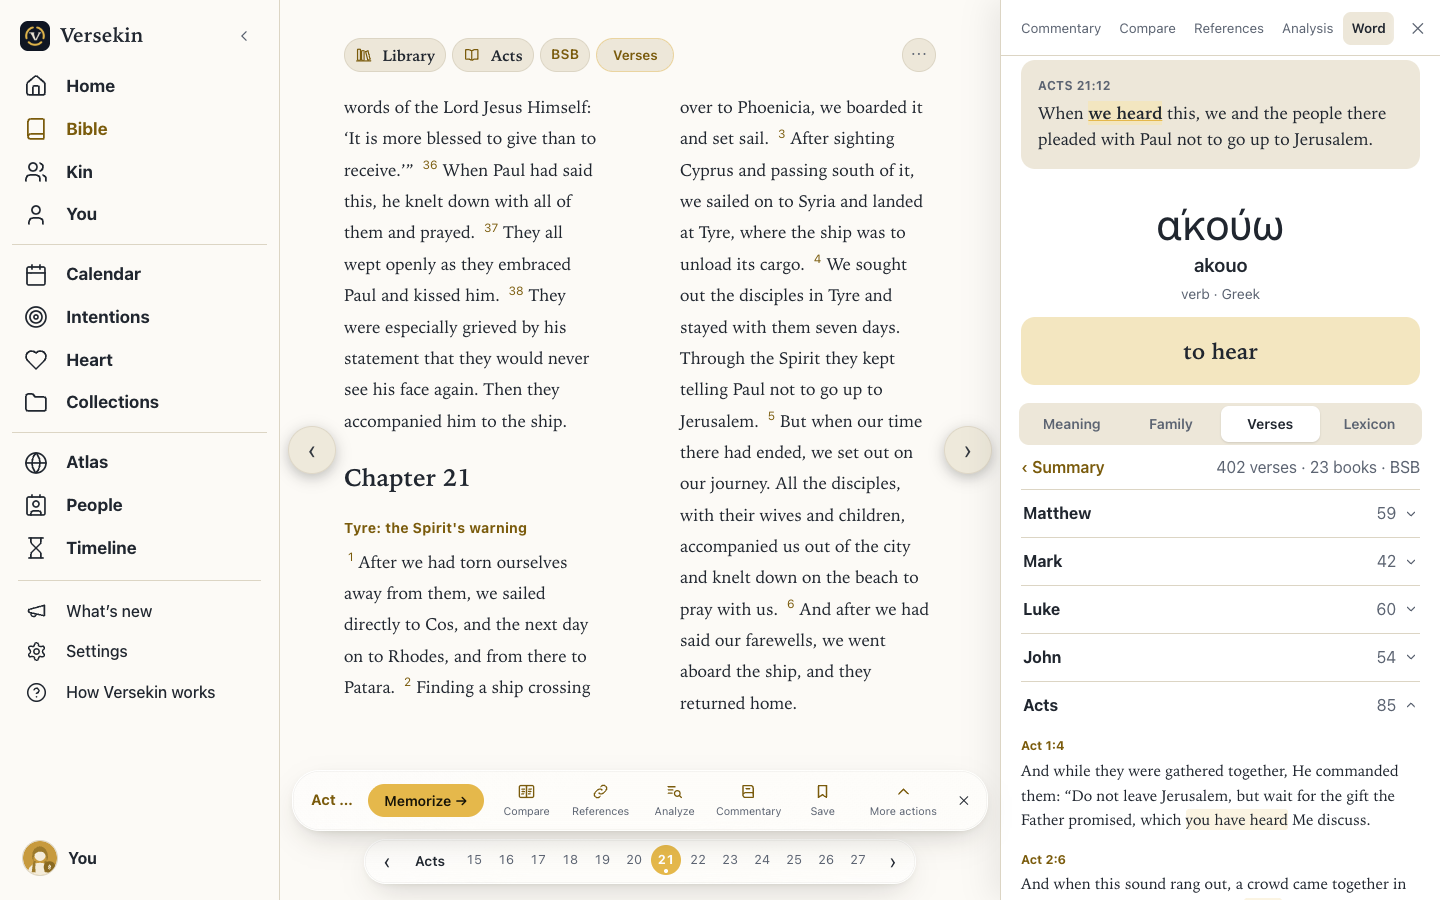 Versekin
Home
Bible
Kin
You
Calendar
Intentions
Heart
Collections
Atlas
People
Timeline
What's new
Settings
How Versekin works
You
Library
Acts
BSB
Verses
words of the Lord Jesus Himself:
‘It is more blessed to give than to
receive.’” 36 When Paul had said
this, he knelt down with all of
them and prayed. 37 They all
wept openly as they embraced
Paul and kissed him. 38 They
were especially grieved by his
statement that they would never
see his face again. Then they
accompanied him to the ship.
Chapter 21
Tyre: the Spirit's warning
1 After we had torn ourselves
away from them, we sailed
directly to Cos, and the next day
on to Rhodes, and from there to
Patara. 2 Finding a ship crossing
over to Phoenicia, we boarded it
and set sail. 3 After sighting
Cyprus and passing south of it,
we sailed on to Syria and landed
at Tyre, where the ship was to
unload its cargo. 4 We sought
out the disciples in Tyre and
stayed with them seven days.
Through the Spirit they kept
telling Paul not to go up to
Jerusalem. 5 But when our time
there had ended, we set out on
our journey. All the disciples,
with their wives and children,
accompanied us out of the city
and knelt down on the beach to
pray with us. 6 And after we had
said our farewells, we went
aboard the ship, and they
returned home.
Act ...
Memorize →
Compare
References
Analyze
Commentary
Save
More actions
‹ Acts 15 16 17 18 19 20 21 22 23 24 25 26 27 ›
Commentary Compare References Analysis Word
ACTS 21:12
When we heard this, we and the people there
pleaded with Paul not to go up to Jerusalem.
ἀκούω
akouo
verb · Greek
to hear
Meaning Family Verses Lexicon
‹ Summary 402 verses · 23 books · BSB
Matthew 59
Mark 42
Luke 60
John 54
Acts 85
Act 1:4
And while they were gathered together, He commanded
them: “Do not leave Jerusalem, but wait for the gift the
Father promised, which you have heard Me discuss.
Act 2:6
And when this sound rang out, a crowd came together in